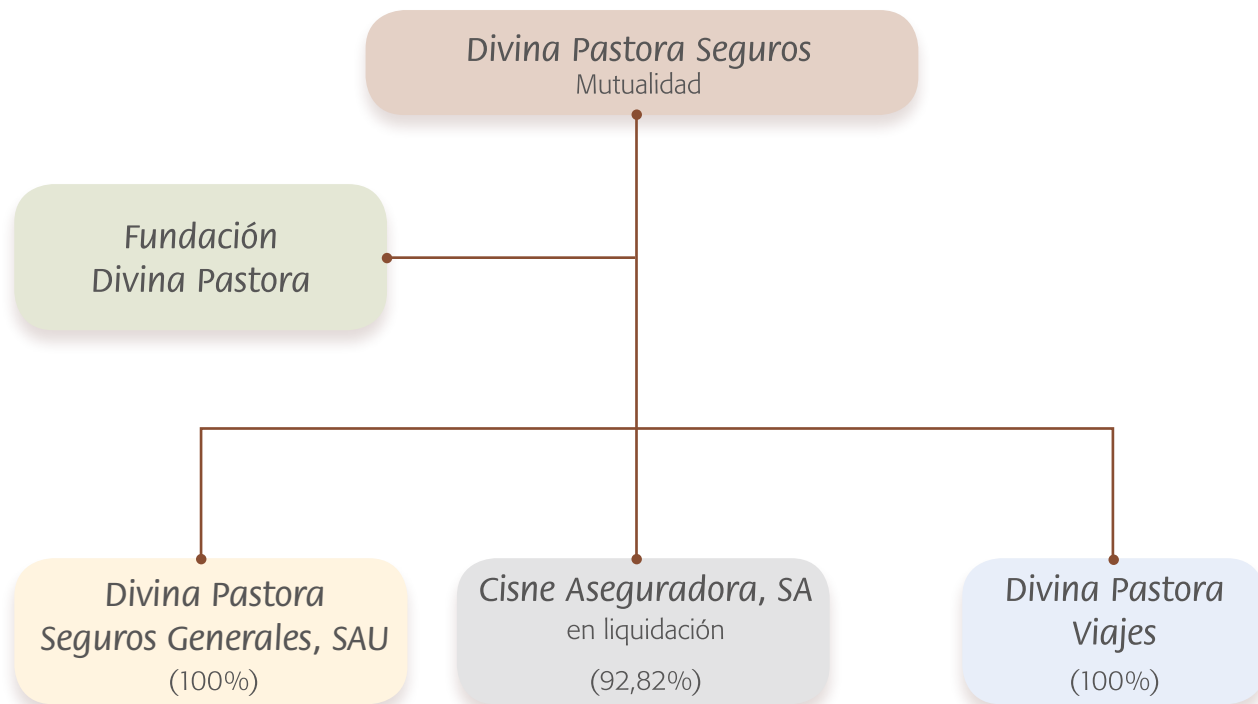 Divina Pastora Seguros
Mutualidad
Fundación
Divina Pastora
Divina Pastora
Seguros Generales, SAU
(100%)
Cisne Aseguradora, SA
en liquidación
(92,82%)
Divina Pastora
Viajes
(100%)